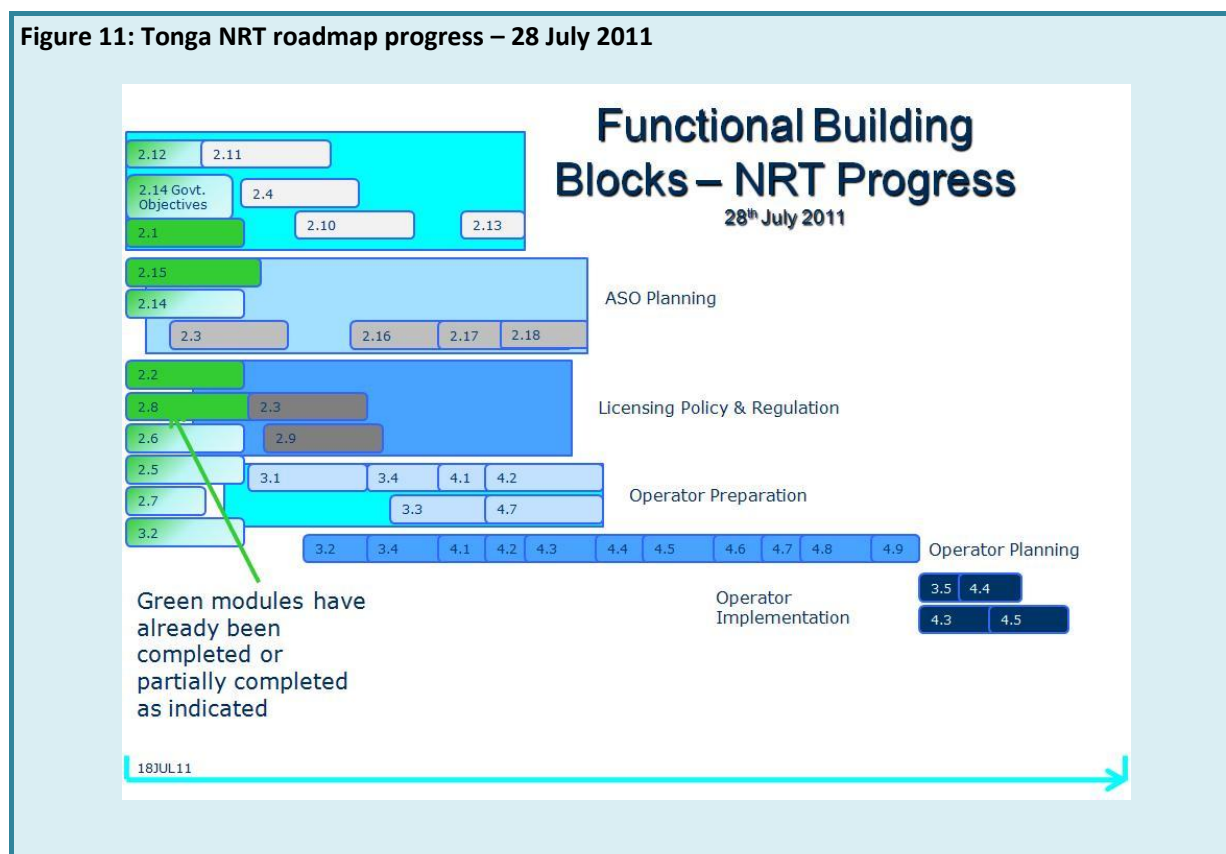 Figure 11: Tonga NRT roadmap progress – 28 July 2011
Functional Building
Blocks – NRT Progress
28th July 2011
2.12 2.11
2.14 Govt.
Objectives
2.4
2.10 2.13
2.1
2.15
2.14
ASO Planning
2.3 2.16 2.17 2.18
2.2
2.8 2.3
Licensing Policy & Regulation
2.6 2.9
2.5
3.1 3.4 4.1 4.2
2.7
Operator Preparation
3.3 4.7
3.2
3.2 3.4 4.1 4.2 4.3 4.4 4.5 4.6 4.7 4.8 4.9 Operator Planning
Operator
Implementation
3.5 4.4
4.3 4.5
Green modules have
already been
completed or
partially completed
as indicated
18JUL11